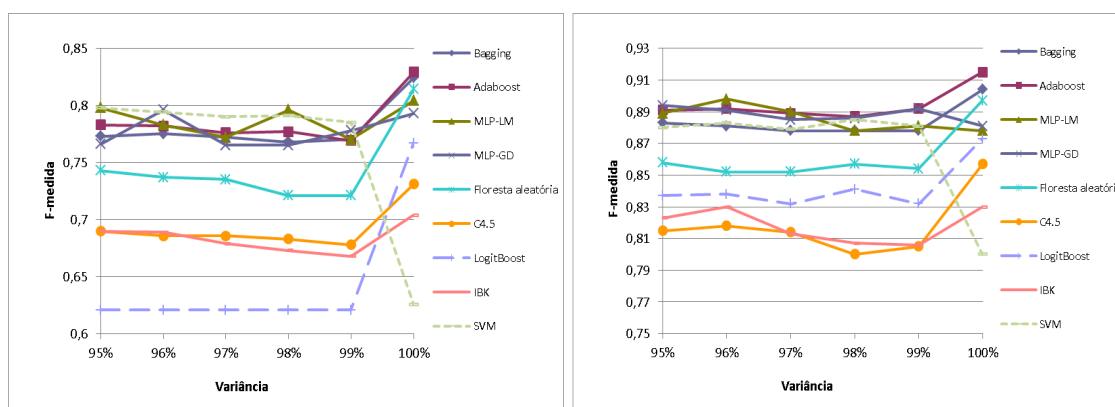 0,85
0,8
0,75
0,7
0,65
0,6
F-medida
95%
96%
97%
98%
99%
100%
Variância
Bagging
Adaboost
MLP-LM
MLP-GD
Floresta aleatória
C4.5
LogitBoost
IBK
SVM
0,93
0,91
0,89
0,87
0,85
0,83
0,81
0,79
0,77
0,75
F-medida
95%
96%
97%
98%
99%
100%
Variância
Bagging
Adaboost
MLP-LM
MLP-GD
Floresta aleatóri
C4.5
LogitBoost
IBK
SVM